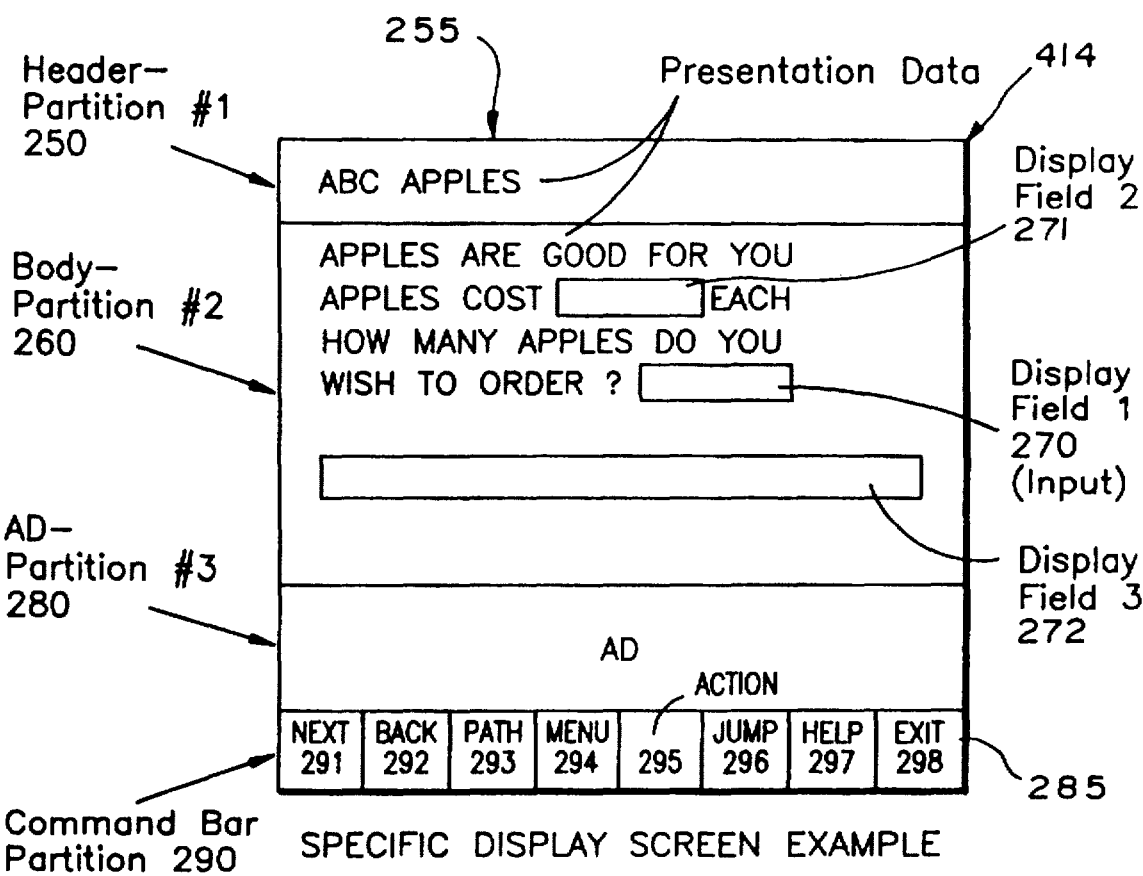 255
Header–
Partition #1
250
Presentation Data
414
ABC APPLES
Display
Field 2
271
Body–
Partition #2
260
APPLES ARE GOOD FOR YOU
APPLES COST EACH
HOW MANY APPLES DO YOU
WISH TO ORDER ?
Display
Field 1
270
(Input)
AD–
Partition #3
280
Display
Field 3
272
AD
ACTION
NEXT BACK PATH MENU JUMP HELP EXIT
291 292 293 294 295 296 297 298
285
Command Bar
Partition 290
SPECIFIC DISPLAY SCREEN EXAMPLE